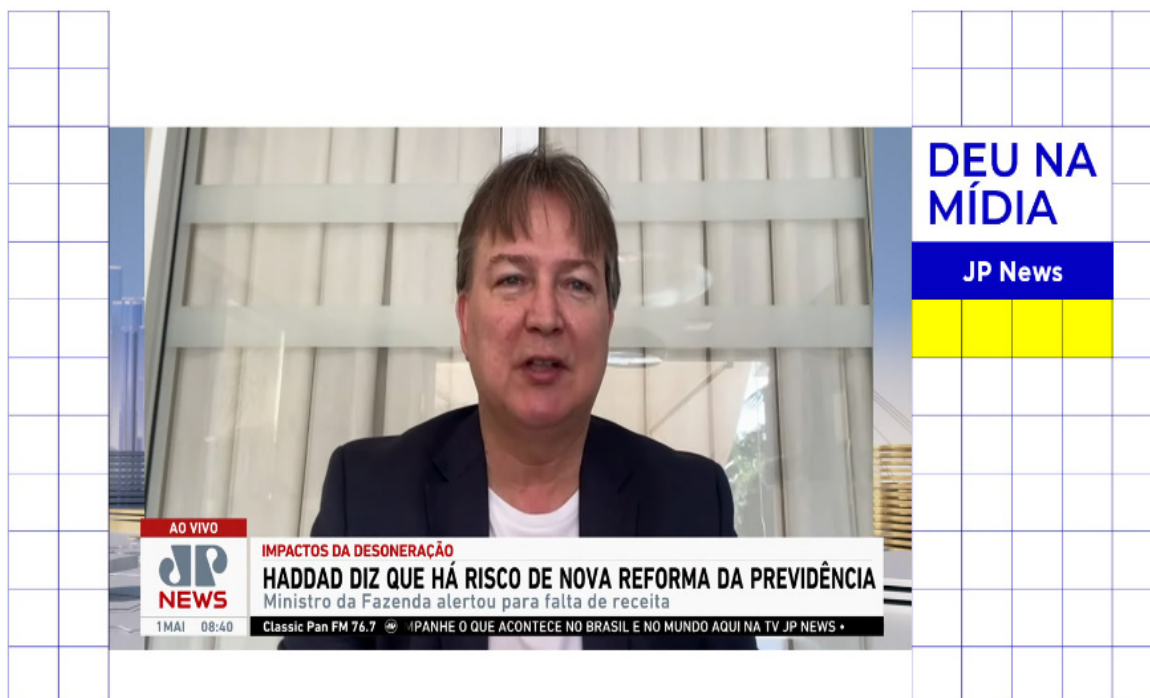 DEU NA
MÍDIA
JP News
AO VIVO
JP
NEWS
1MAI 08:40
IMPACTOS DA DESONERAÇÃO
HADDAD DIZ QUE HÁ RISCO DE NOVA REFORMA DA PREVIDÊNCIA
Ministro da Fazenda alertou para falta de receita
Classic Pan FM 76.7 MPANHE O QUE ACONTECE NO BRASIL E NO MUNDO AQUI NA TV JP NEWS •